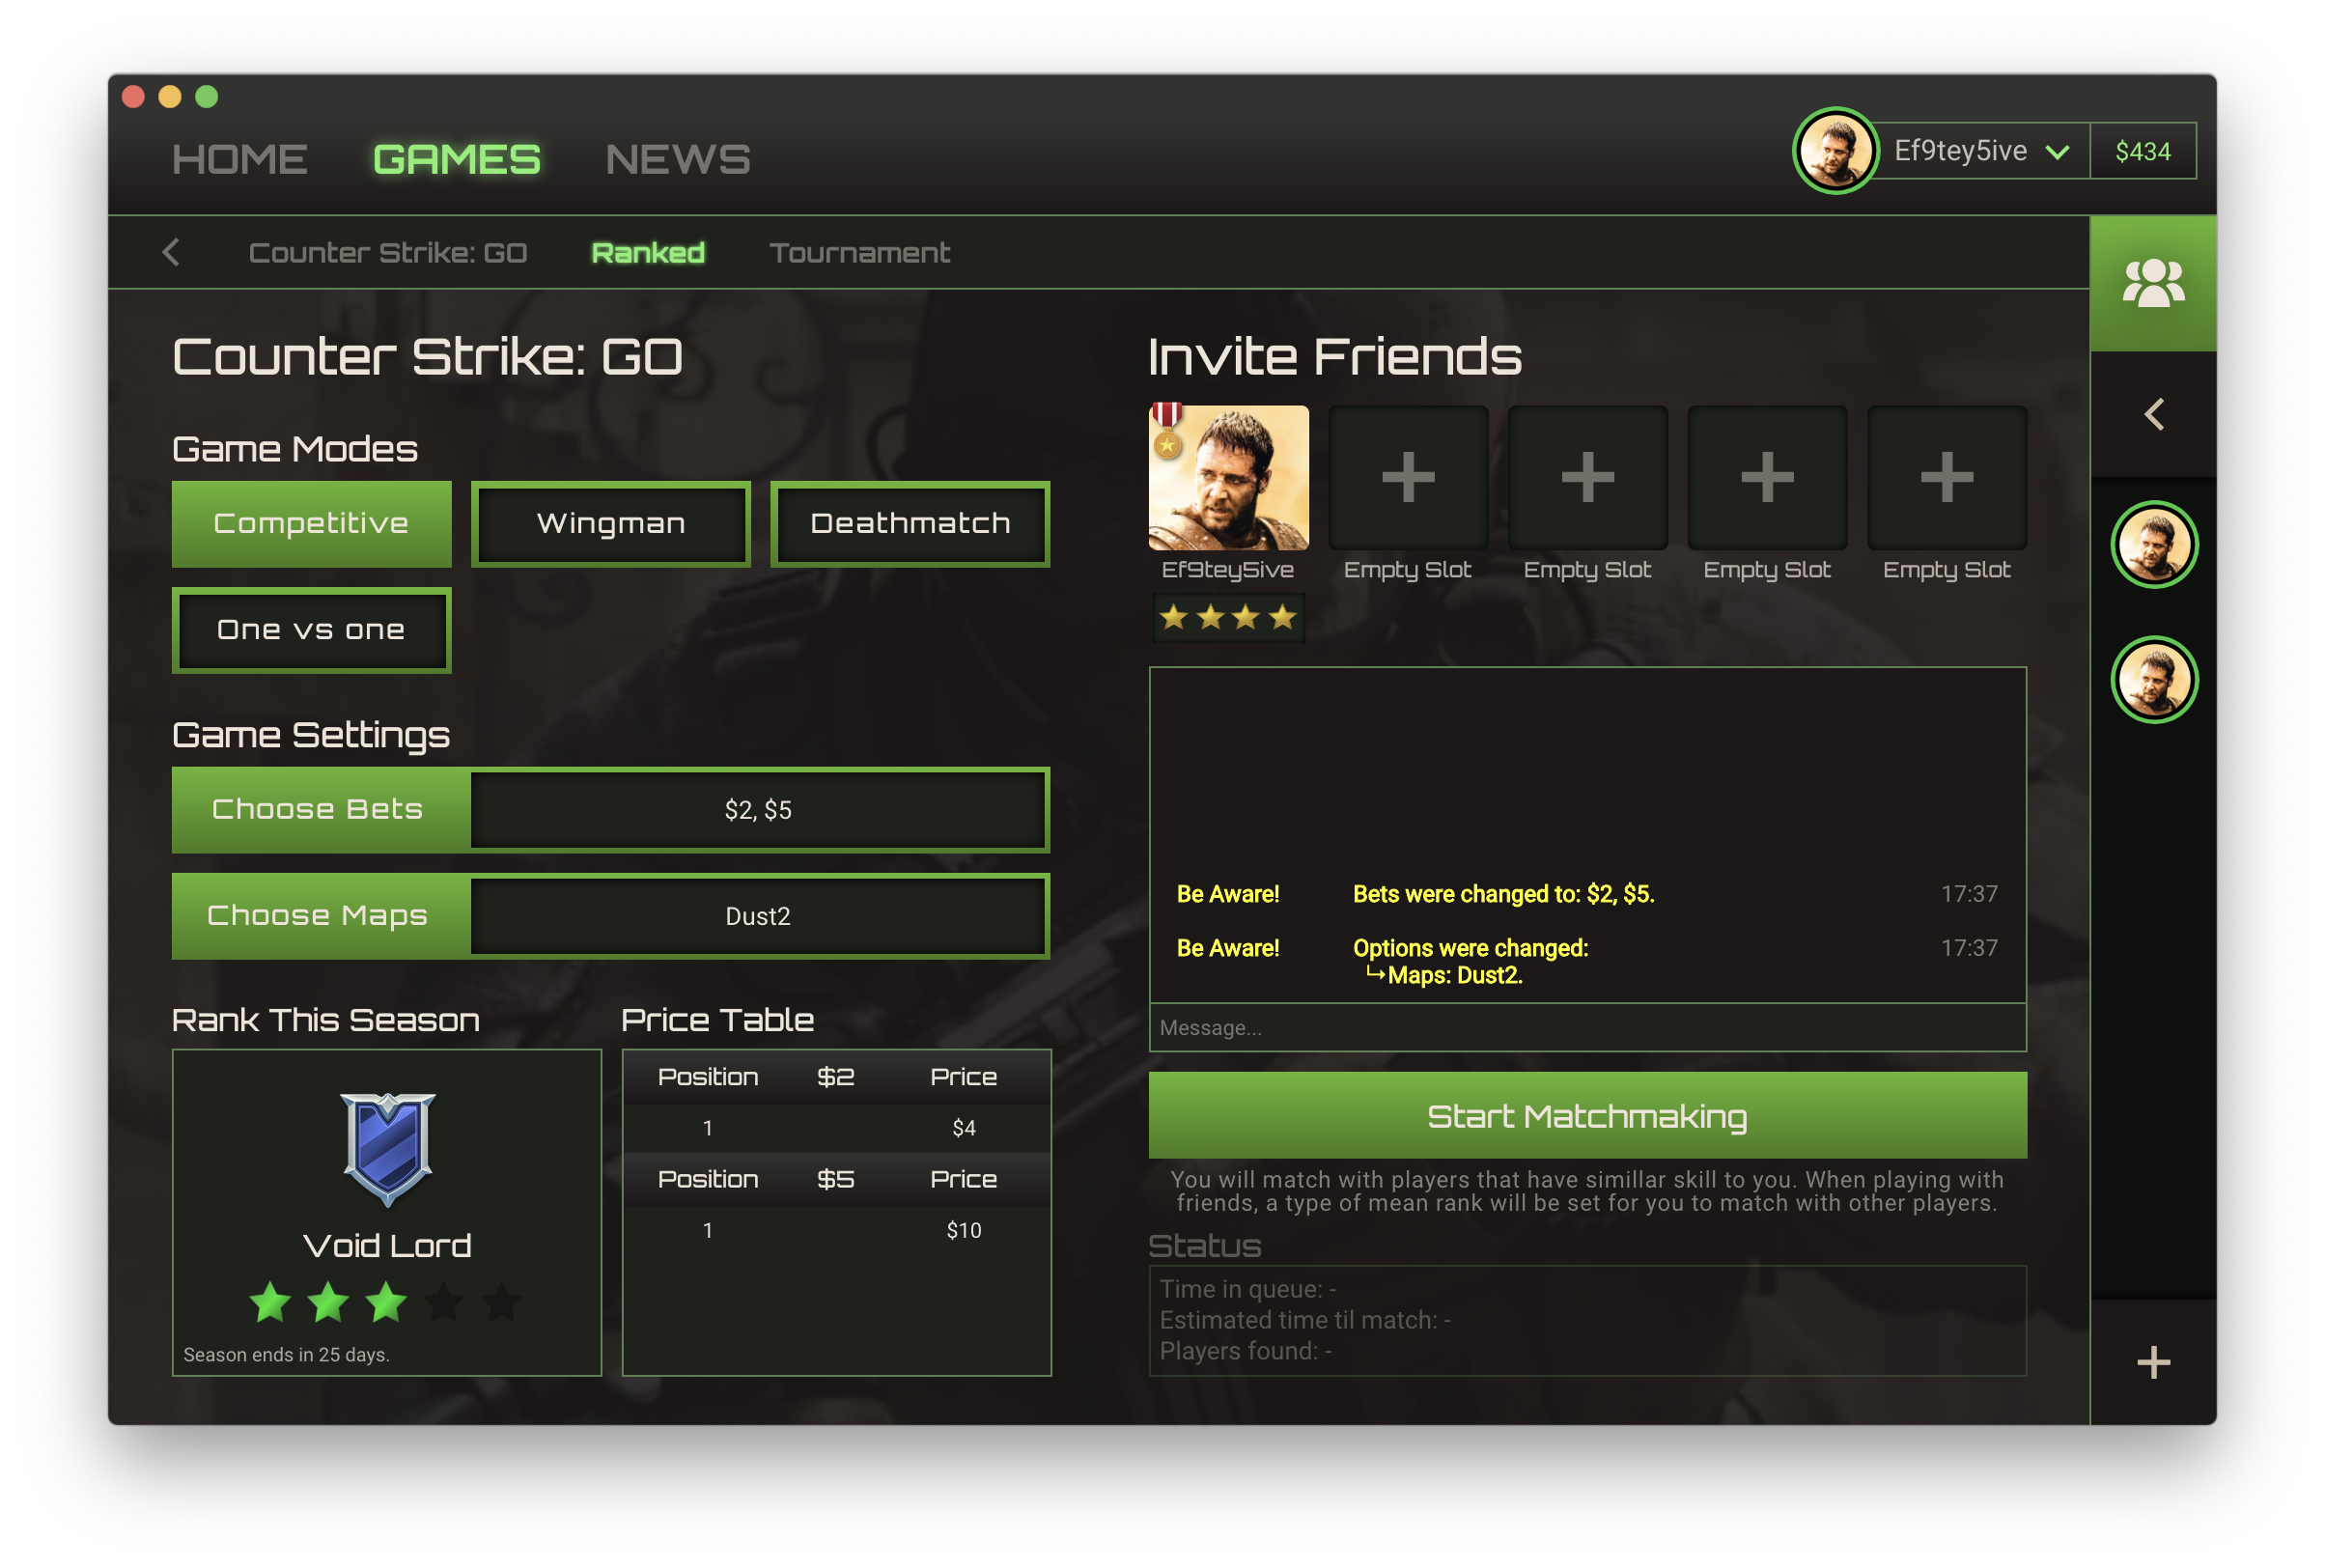 HOME GAMES NEWS
Ef9tey5ive $434
Counter Strike: GO Ranked Tournament
Counter Strike: GO
Game Modes
Competitive Wingman Deathmatch
One vs one
Game Settings
Choose Bets $2, $5
Choose Maps Dust2
Rank This Season
Void Lord
Season ends in 25 days.
Price Table
Position $2 Price
1 $4
Position $5 Price
1 $10
Invite Friends
Ef9tey5ive Empty Slot Empty Slot Empty Slot Empty Slot
Be Aware! Bets were changed to: $2, $5. 17:37
Be Aware! Options were changed: 17:37
↳Maps: Dust2.
Message...
Start Matchmaking
You will match with players that have simillar skill to you. When playing with
friends, a type of mean rank will be set for you to match with other players.
Status
Time in queue: -
Estimated time til match: -
Players found: -